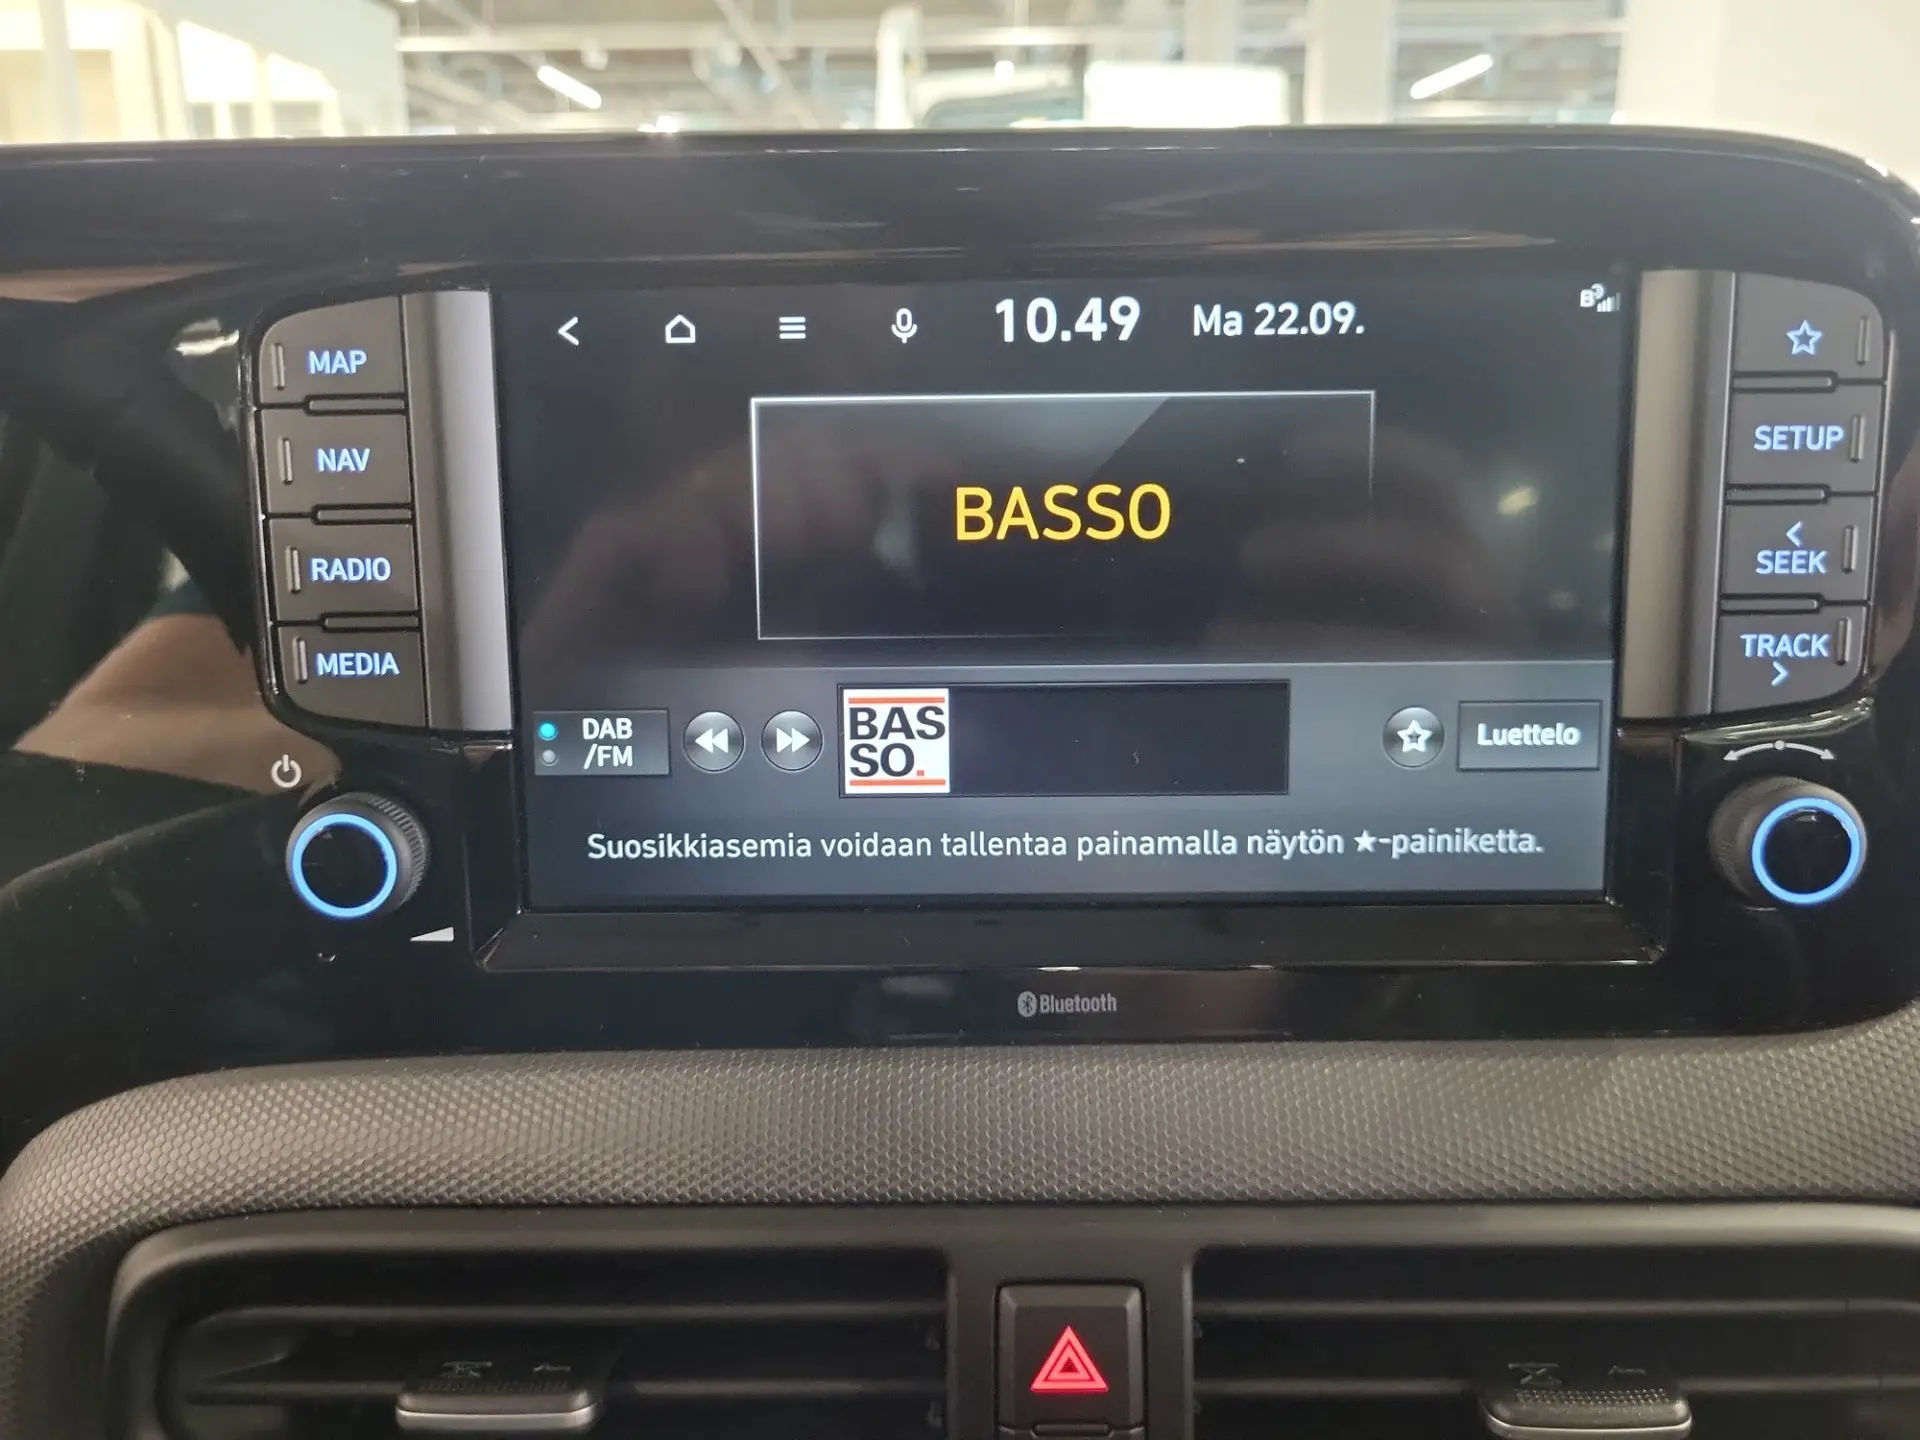 10.49 Ma 22.09.
MAP
NAV
RADIO
MEDIA
BASSO
DAB
/FM
BAS
SO.
Luettelo
Suosikkiasemia voidaan tallentaa painamalla näytön ★-painiketta.
SETUP
<
SEEK
TRACK
>
Bluetooth